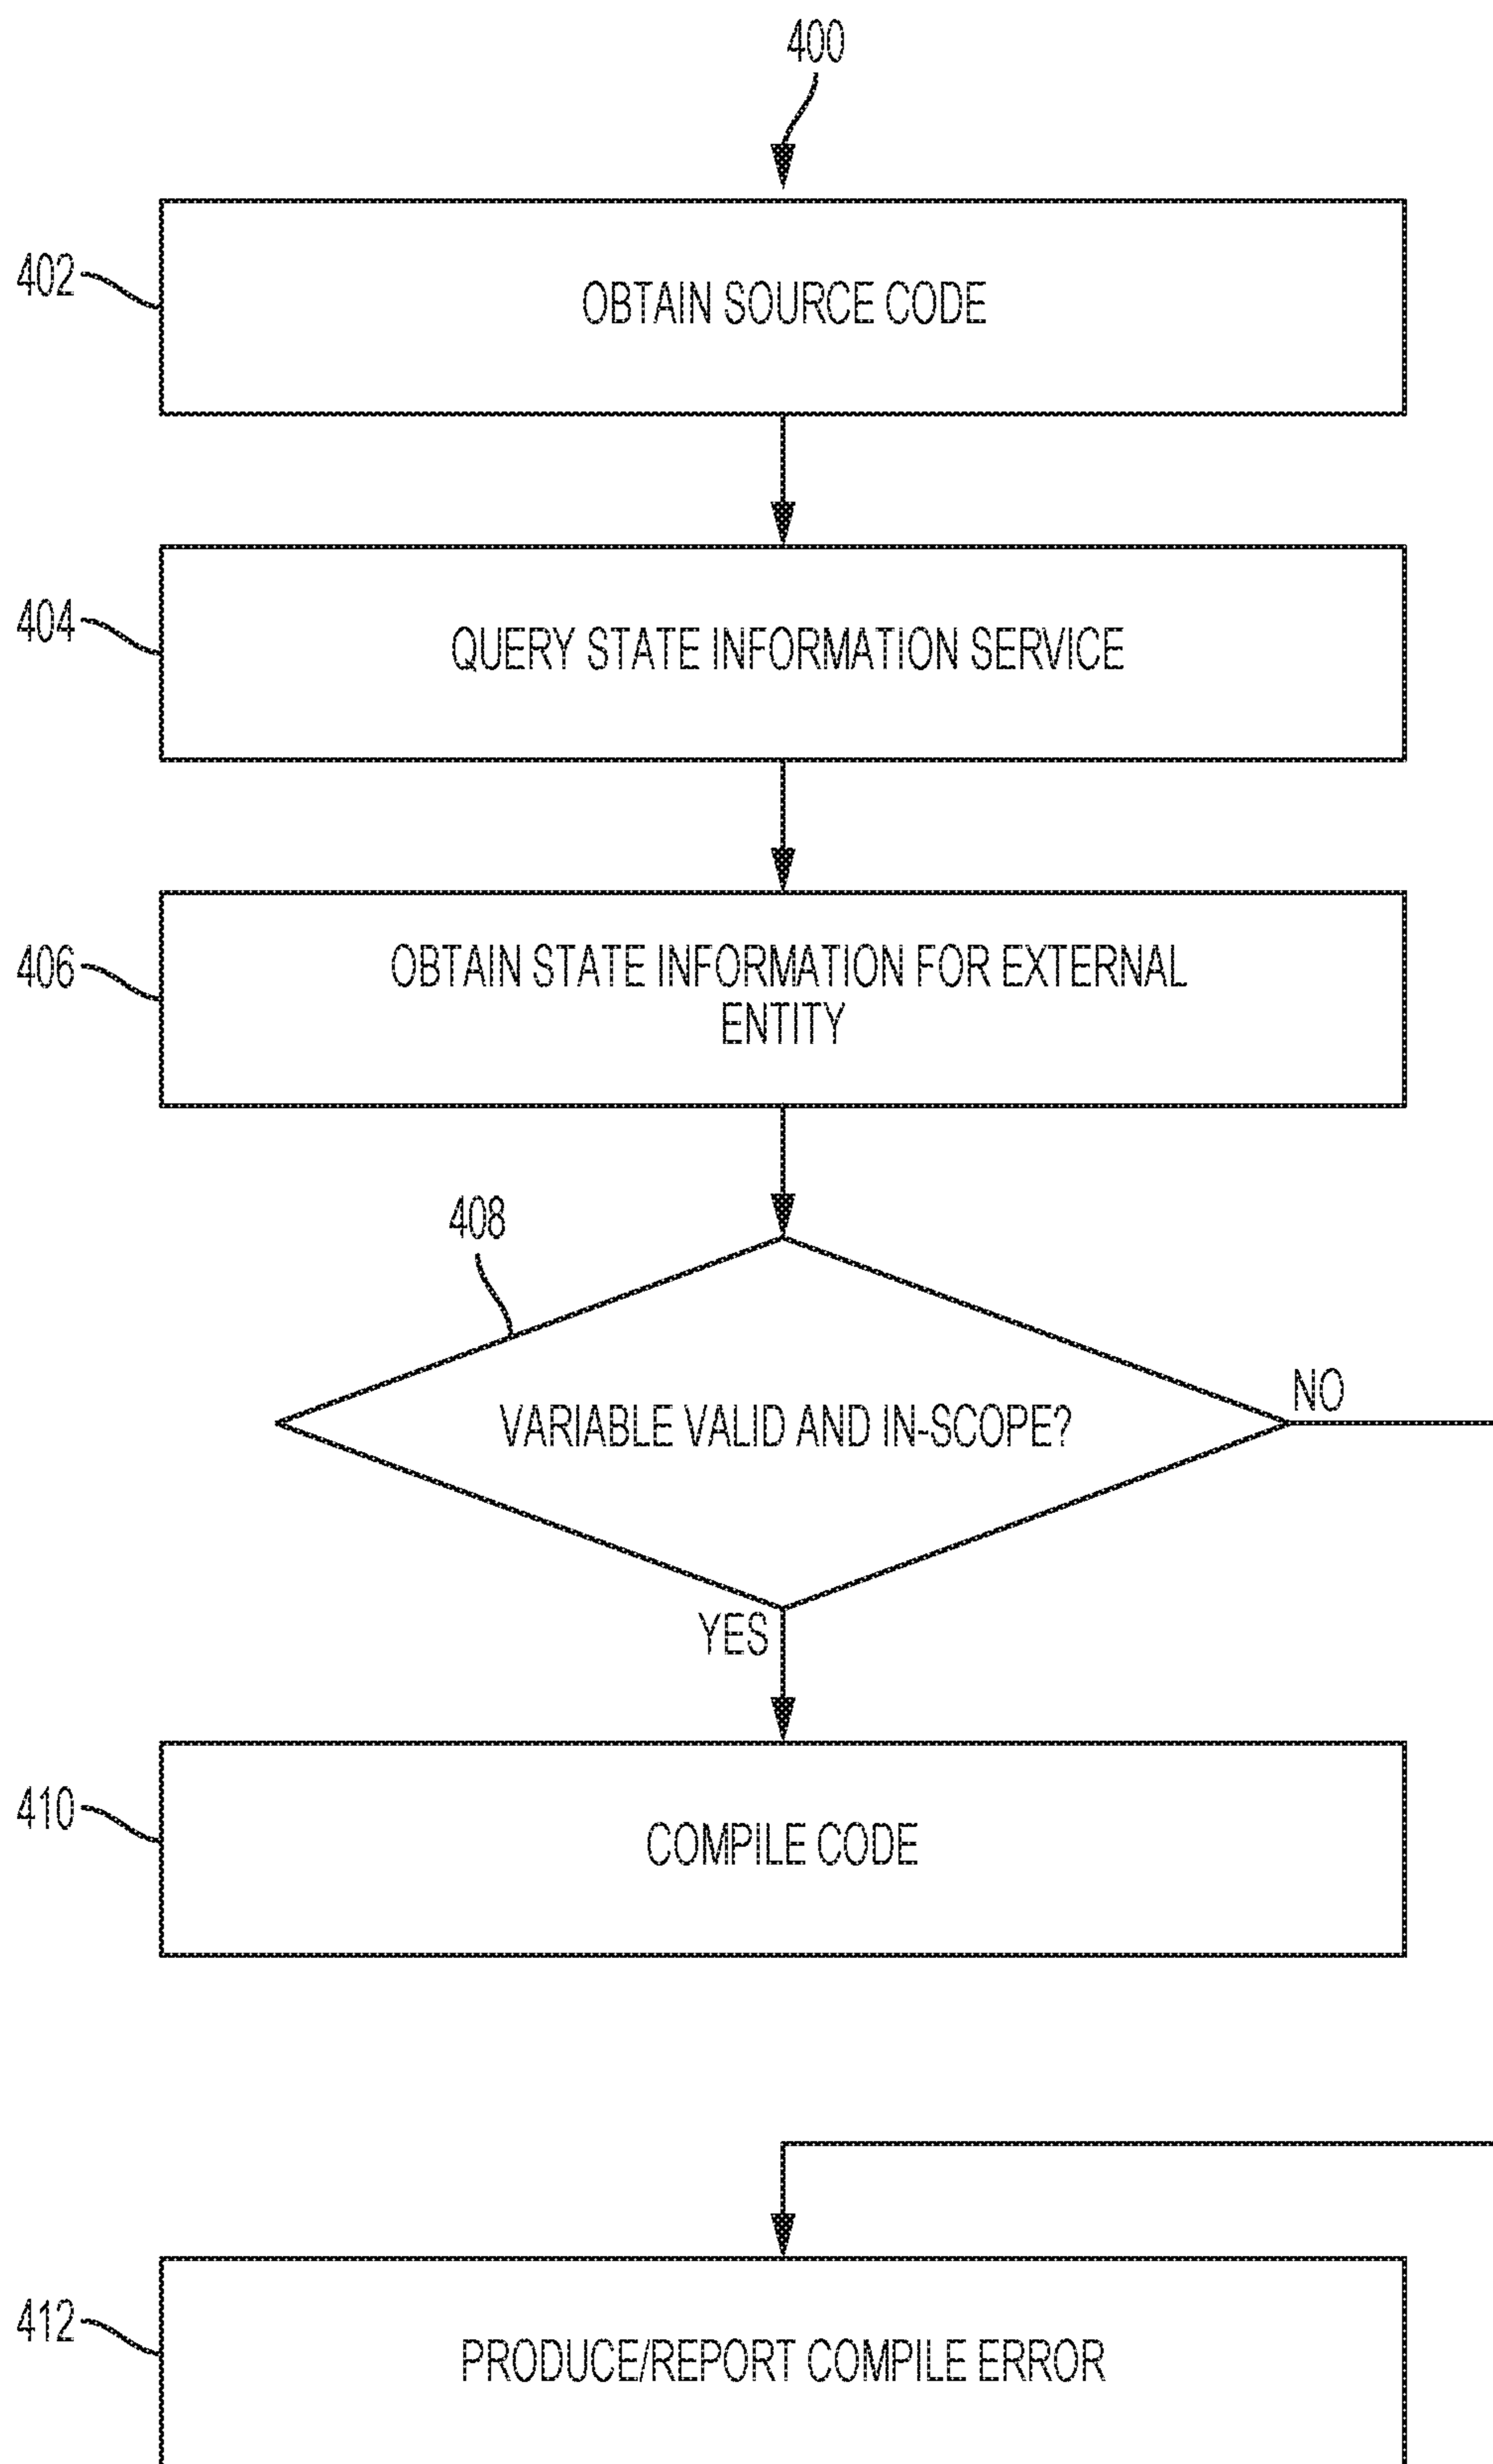 400
402
OBTAIN SOURCE CODE
404
QUERY STATE INFORMATION SERVICE
406
OBTAIN STATE INFORMATION FOR EXTERNAL
ENTITY
408
VARIABLE VALID AND IN-SCOPE?
NO
YES
410
COMPILE CODE
412
PRODUCE/REPORT COMPILE ERROR